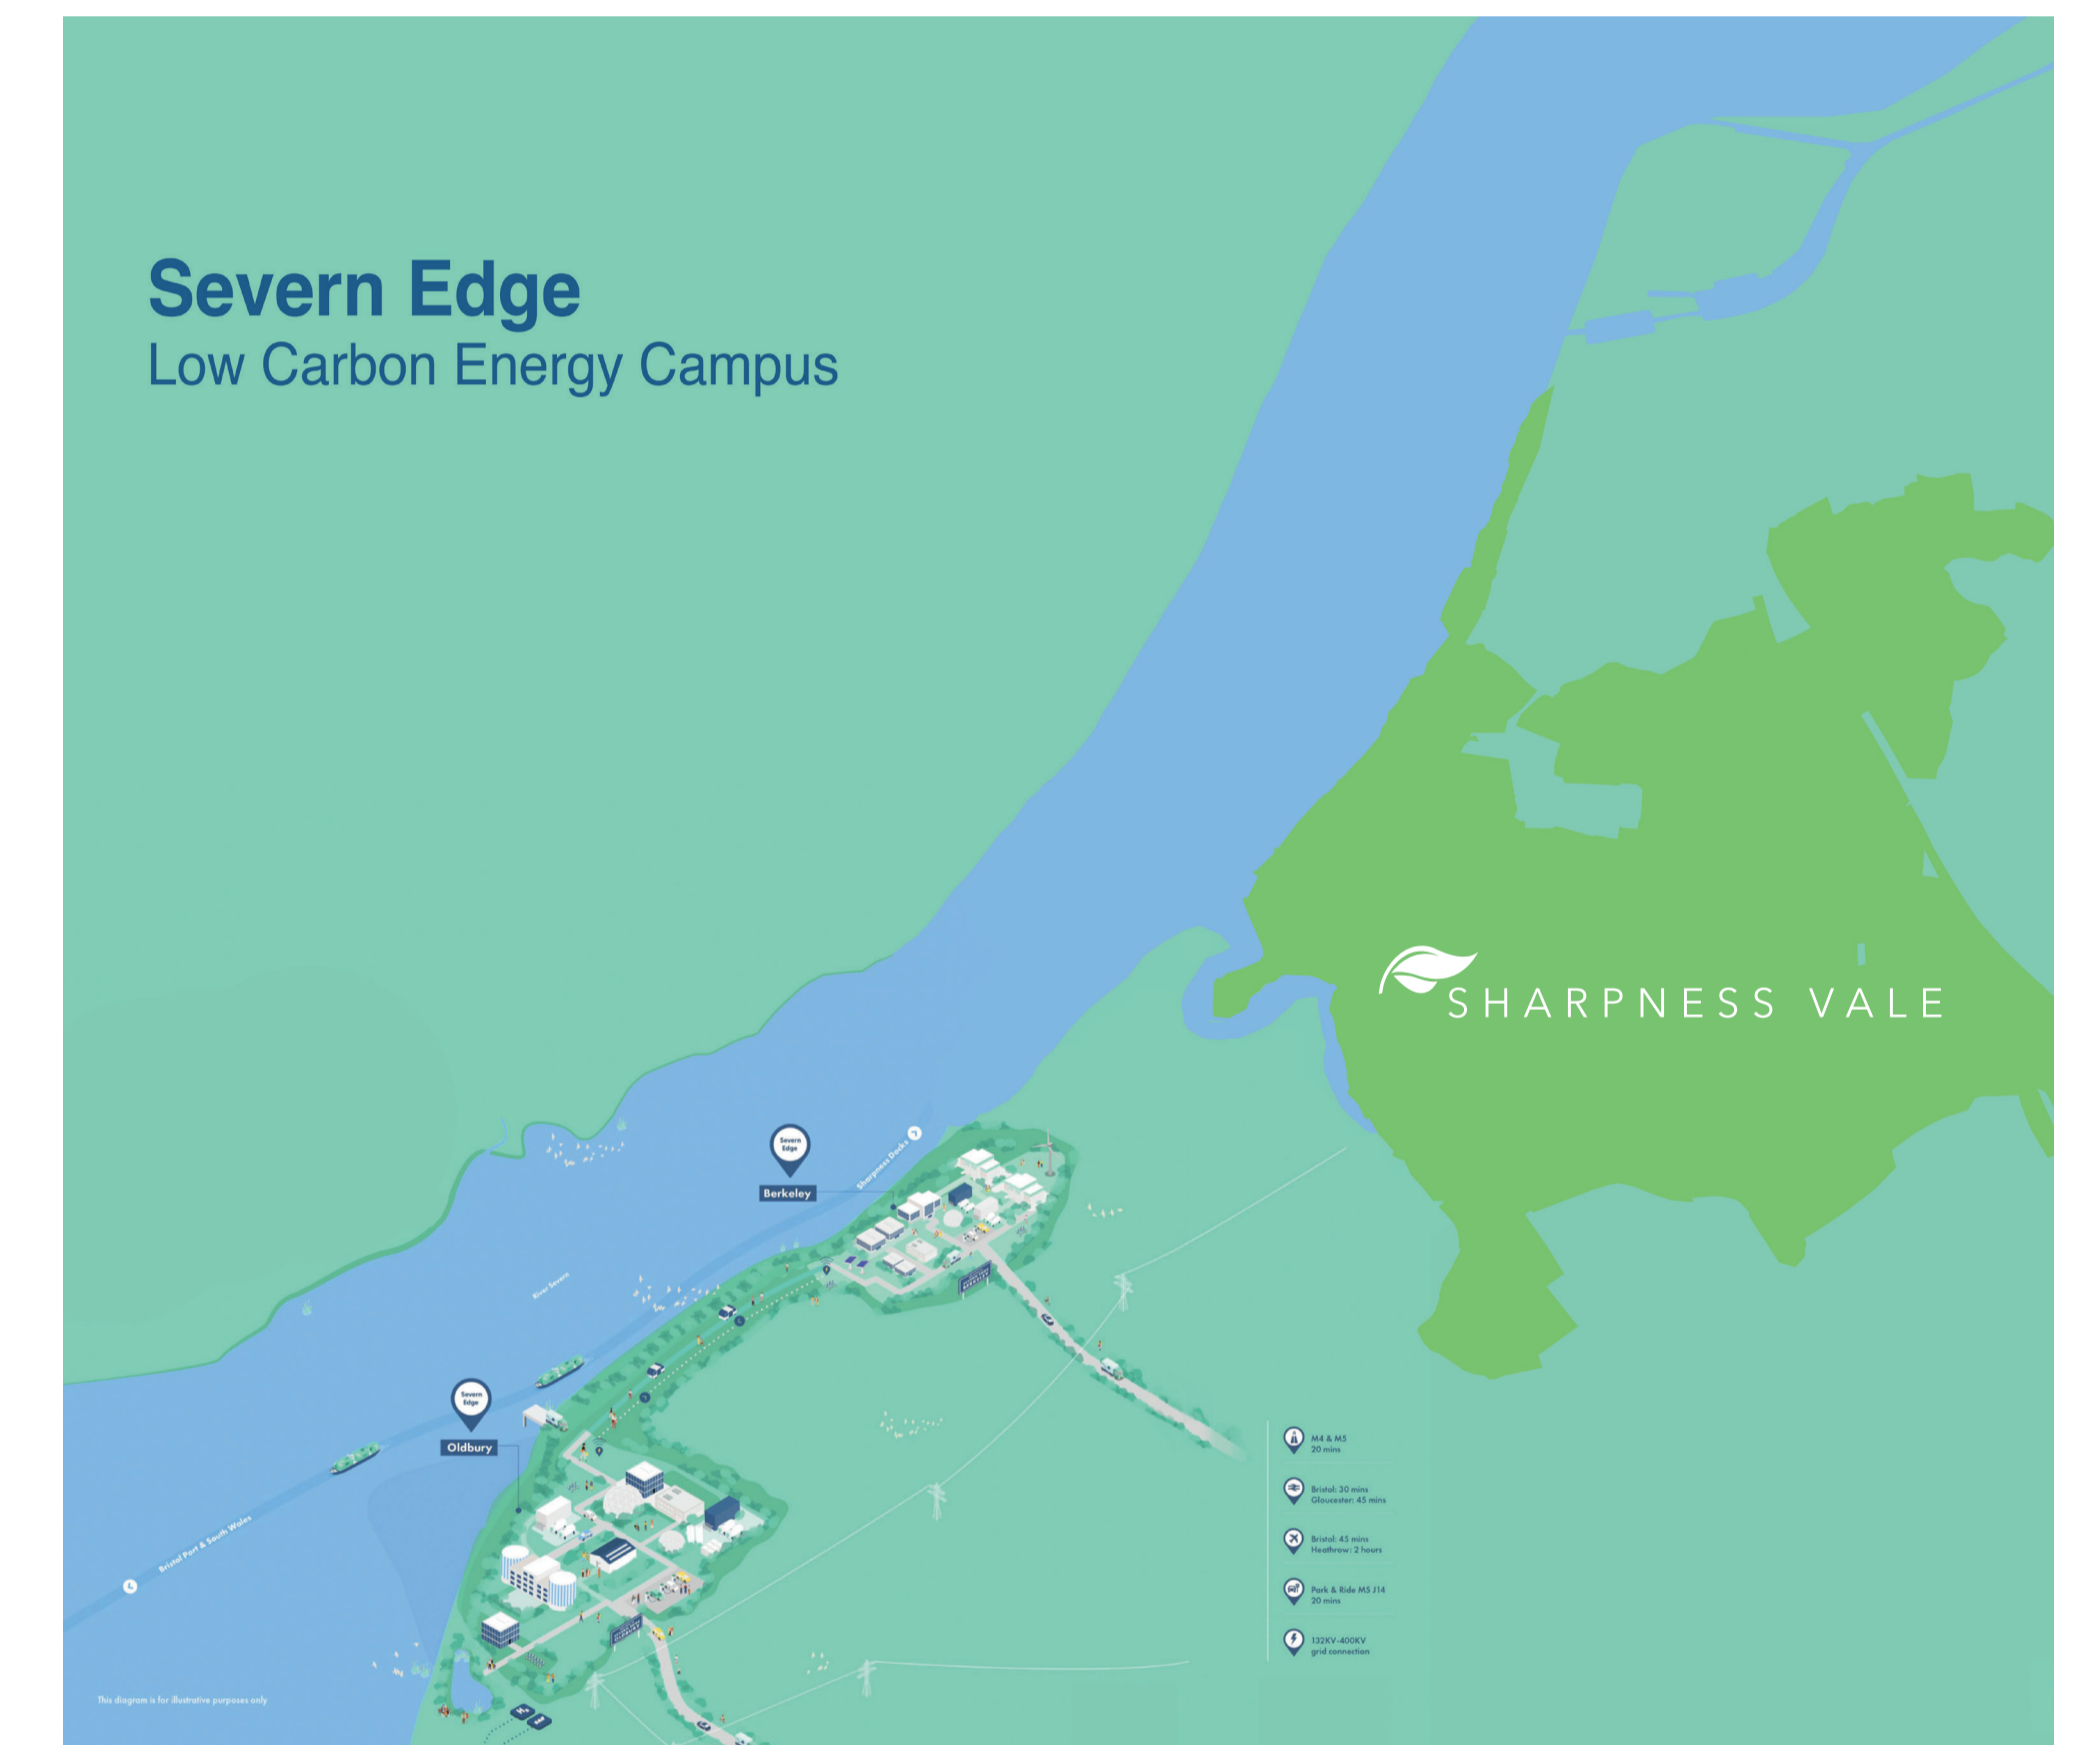 Severn Edge
Low Carbon Energy Campus
SHARPNESS VALE
Severn
Edge
Berkeley
Sharpness Docks
River Severn
Severn
Edge
Oldbury
Bristol Port & South Wales
M4 & M5
20 mins
Bristol: 30 mins
Gloucester: 45 mins
Bristol: 45 mins
Heathrow: 2 hours
Park & Ride M5 J14
20 mins
132KV-400KV
grid connection
This diagram is for illustrative purposes only